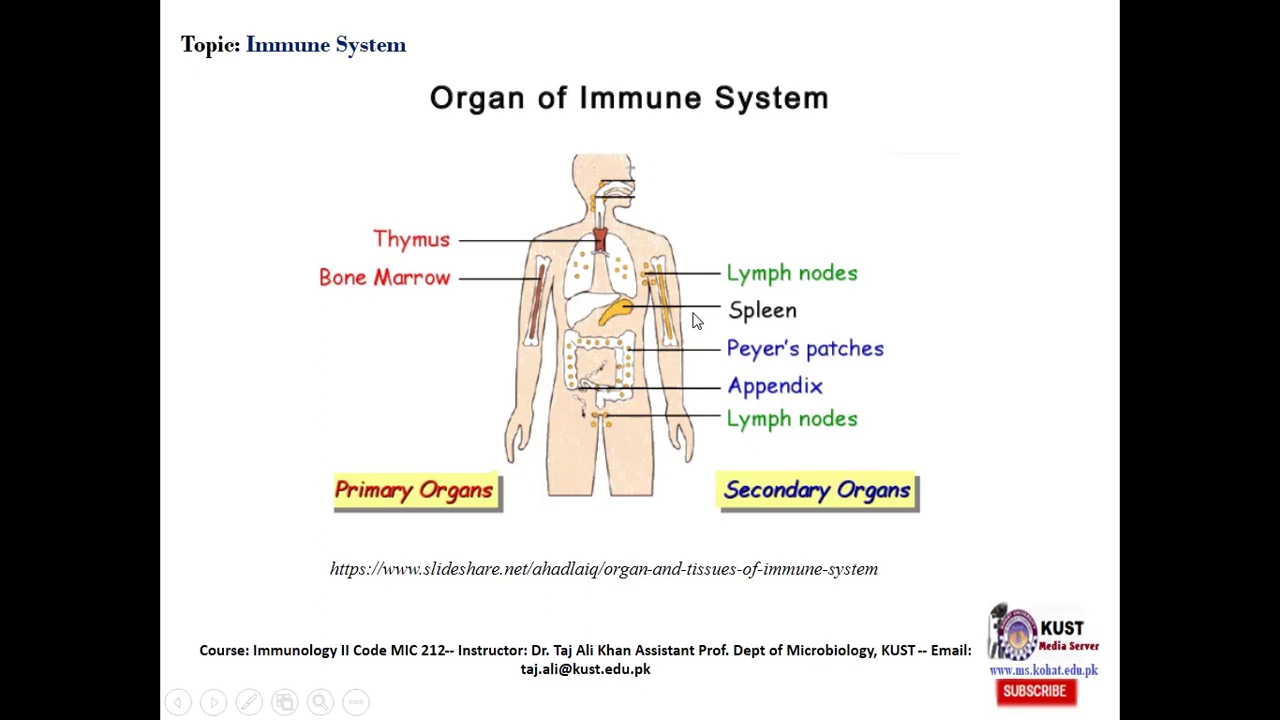 Topic: Immune System
Organ of Immune System
Thymus
Bone Marrow
Lymph nodes
Spleen
Peyer's patches
Appendix
Lymph nodes
Primary Organs
Secondary Organs
https://www.slideshare.net/ahadlaiq/organ-and-tissues-of-immune-system
Course: Immunology II Code MIC 212-- Instructor: Dr. Taj Ali Khan Assistant Prof. Dept of Microbiology, KUST -- Email:
taj.ali@kust.edu.pk
KUST
Media Server
www.ms.kohat.edu.pk
SUBSCRIBE